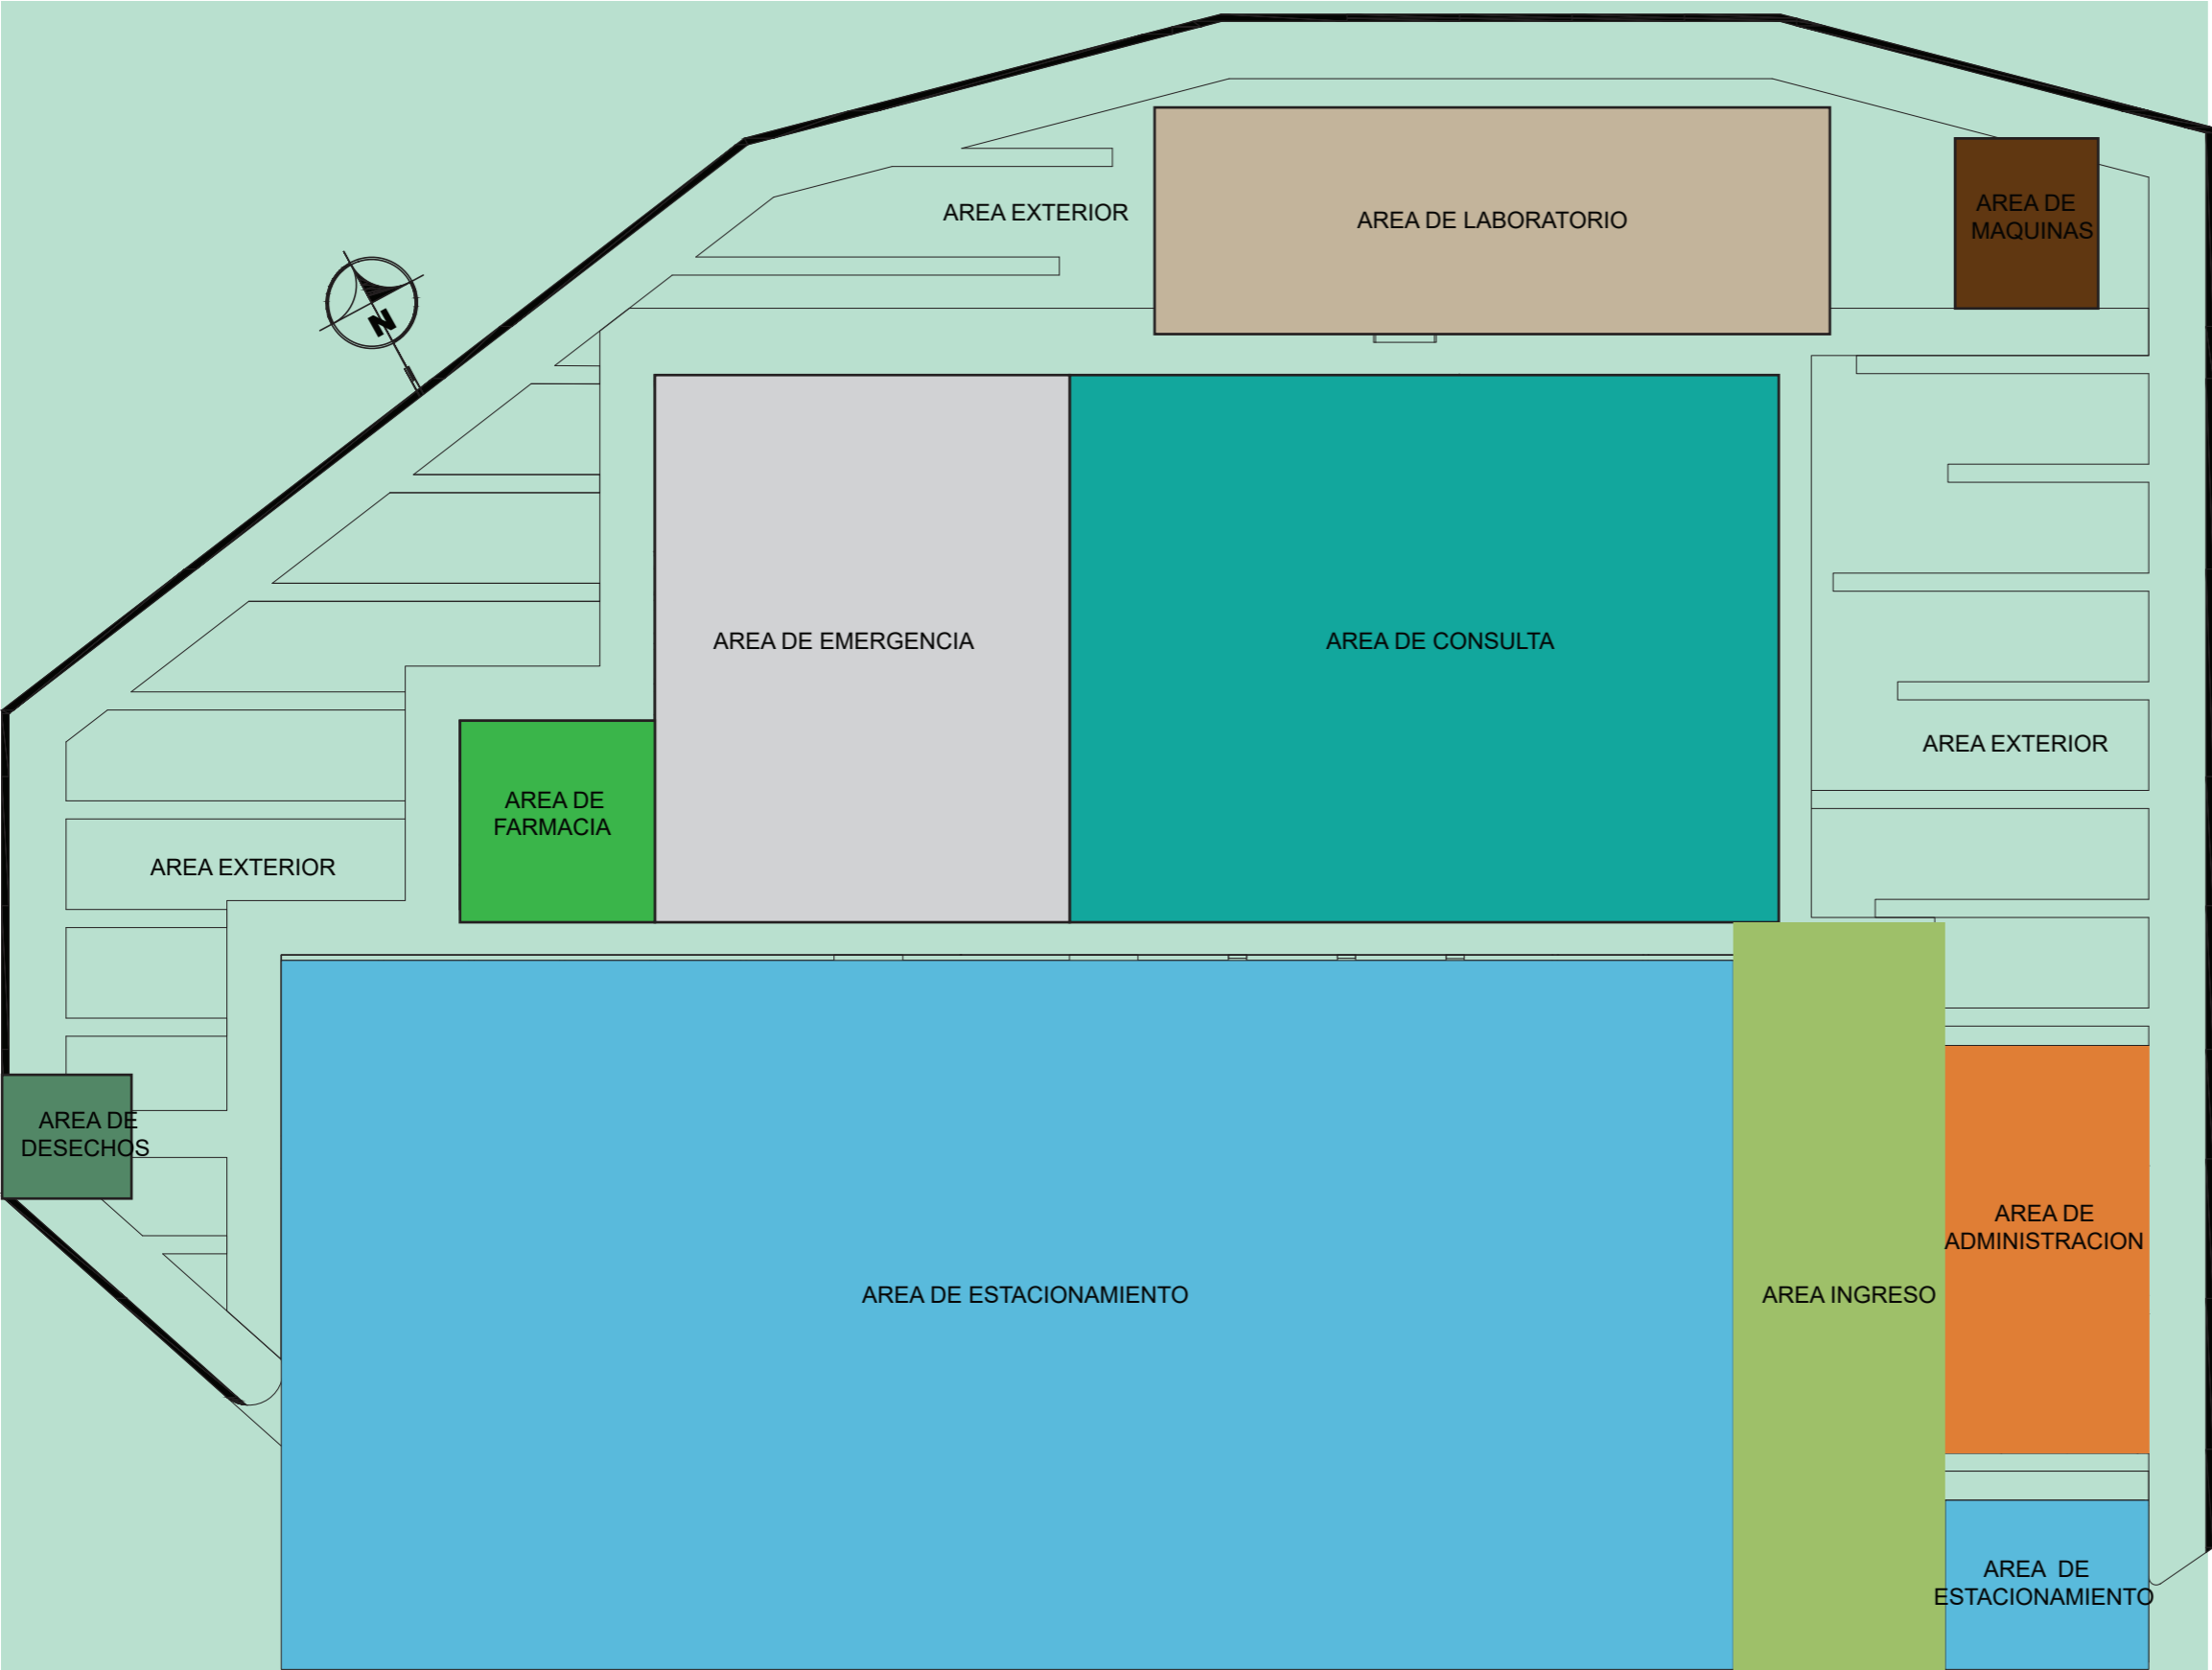 AREA DE
MAQUINAS
AREA EXTERIOR
AREA DE LABORATORIO
N
AREA DE EMERGENCIA
AREA DE CONSULTA
AREA EXTERIOR
AREA DE
FARMACIA
AREA EXTERIOR
AREA DE
DESECHOS
AREA DE
ADMINISTRACION
AREA DE ESTACIONAMIENTO
AREA INGRESO
AREA  DE
ESTACIONAMIENTO